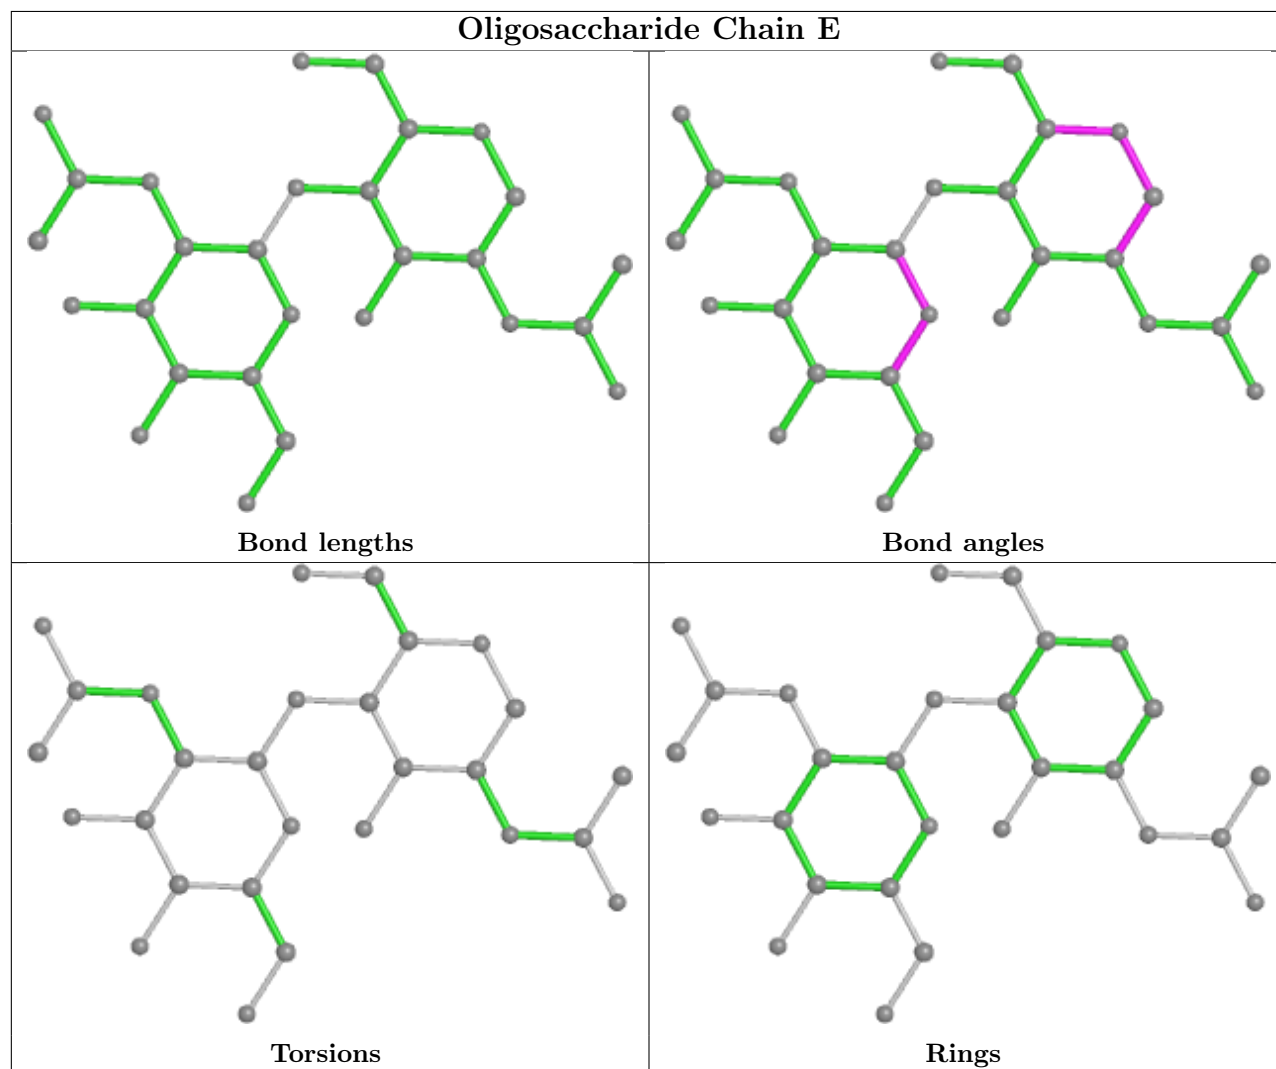 Oligosaccharide Chain E
Bond lengths
Bond angles
Torsions
Rings